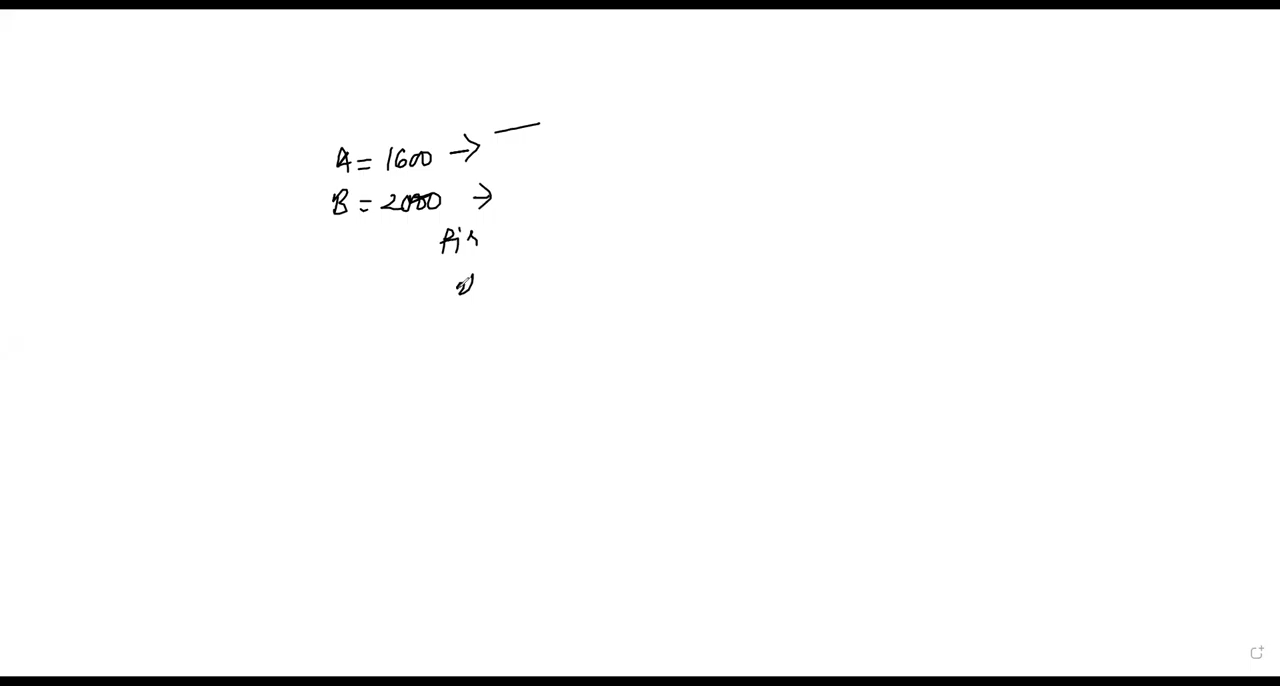 A = 1600 →
B = 2000 →